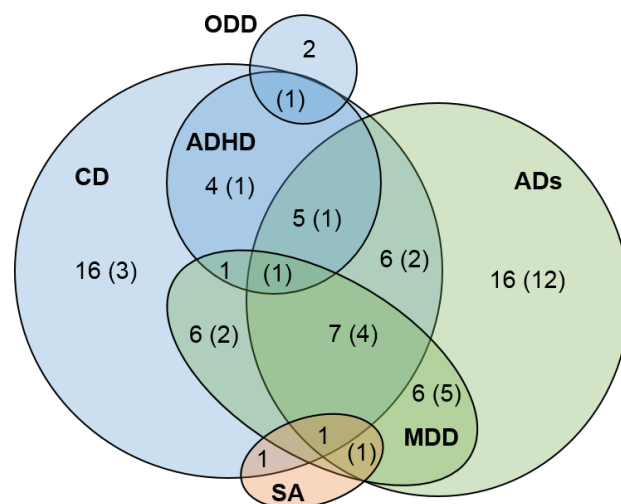 ODD
2
(1)
ADHD
CD
4 (1)
ADs
5 (1)
16 (3)
1
(1)
6 (2)
16 (12)
6 (2)
7 (4)
6 (5)
MDD
1
1
(1)
SA